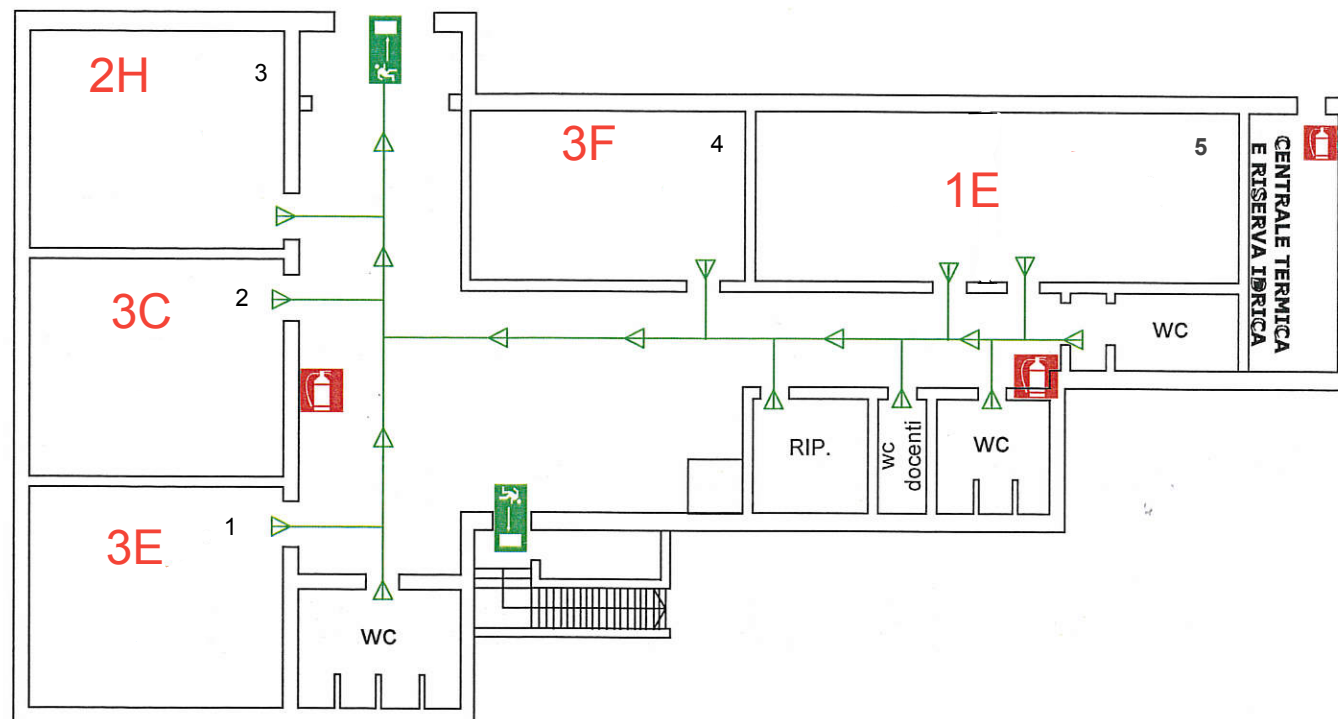 2H
3
3F
4
1E
5
CENTRALE TERMICA
E RISERVA IDRICA
3C
2
WC
RIP.
WC
docenti
WC
3E
1
WC